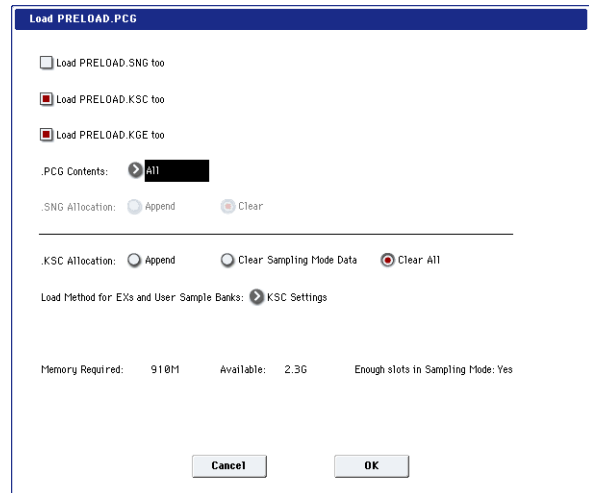 Load PRELOAD.PCG
Load PRELOAD.SNG too
Load PRELOAD.KSC too
Load PRELOAD.KGE too
.PCG Contents: All
.SNG Allocation: Append Clear
.KSC Allocation: Append Clear Sampling Mode Data Clear All
Load Method for EXs and User Sample Banks: KSC Settings
Memory Required: 910M Available: 2.3G Enough slots in Sampling Mode: Yes
Cancel OK